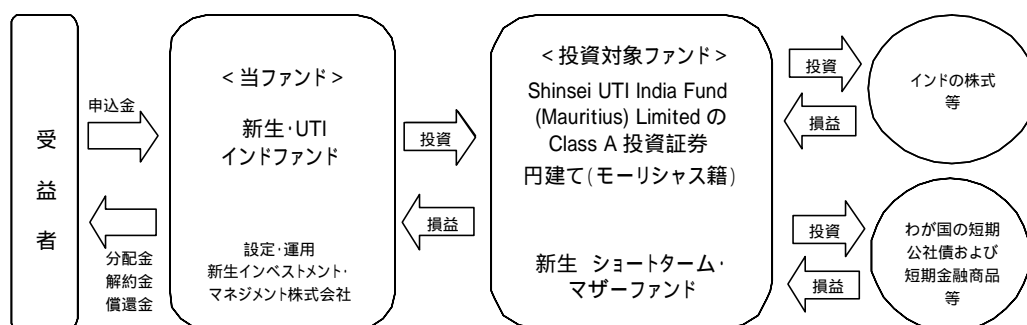 受
益
者
申込金
分配金
解約金
償還金
<当ファンド>
新生・UTI
インドファンド
設定・運用
新生インベストメント・
マネジメント株式会社
投資
損益
<投資対象ファンド>
Shinsei UTI India Fund
(Mauritius) Limited の
Class A 投資証券
円建て(モーリシャス籍)
新生 ショートターム・
マザーファンド
投資
損益
インドの株式
等
投資
損益
わが国の短期
公社債および
短期金融商品
等